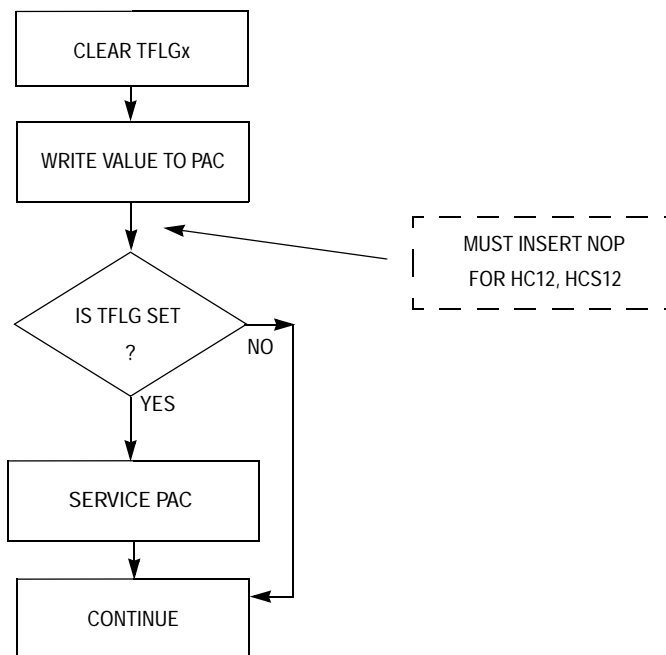 CLEAR TFLGx
WRITE VALUE TO PAC
MUST INSERT NOP
FOR HC12, HCS12
IS TFLG SET
?
NO
YES
SERVICE PAC
CONTINUE